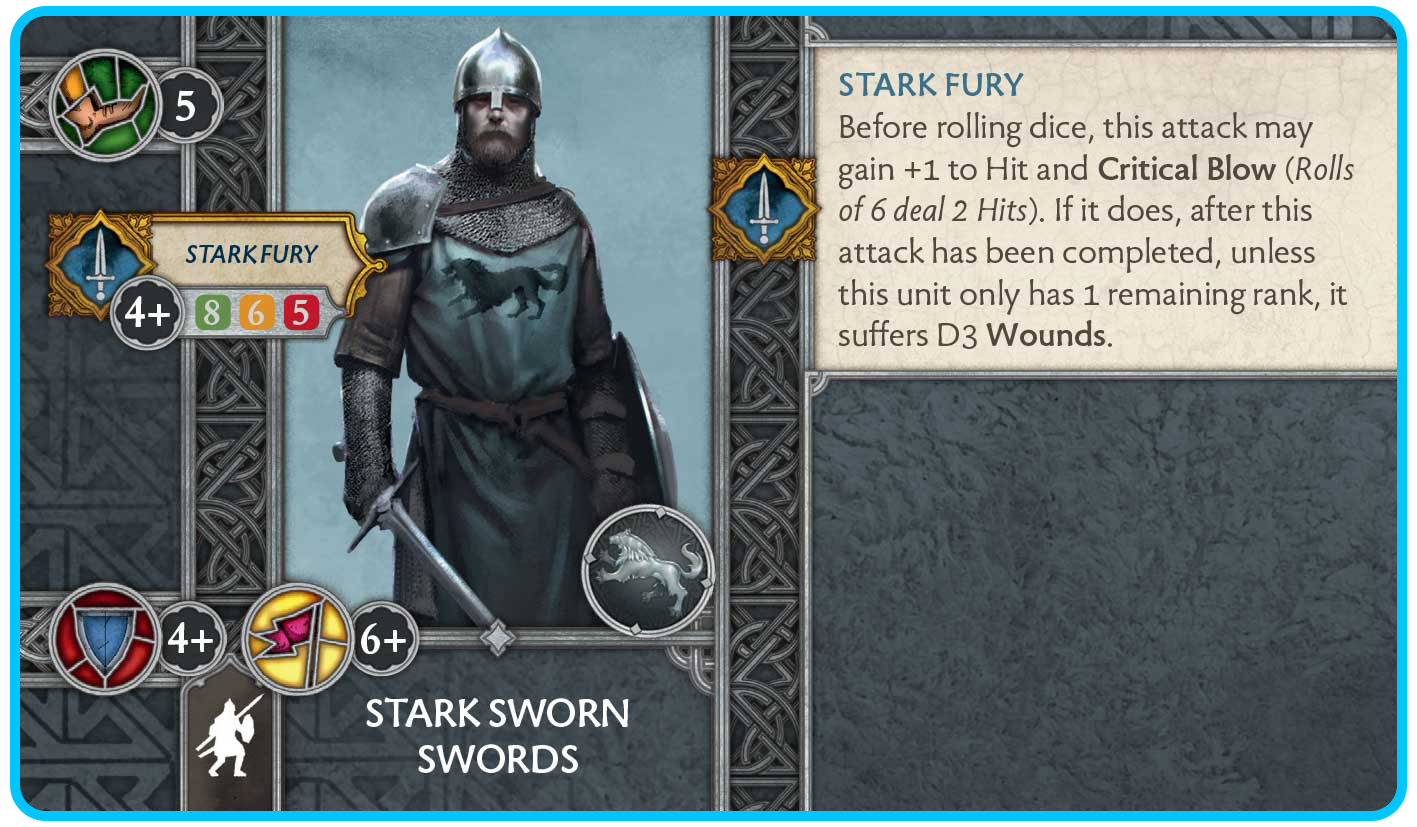 5
STARK FURY
4+ 8 6 5
4+ 6+
STARK SWORN
SWORDS
STARK FURY
Before rolling dice, this attack may
gain +1 to Hit and Critical Blow (Rolls
of 6 deal 2 Hits). If it does, after this
attack has been completed, unless
this unit only has 1 remaining rank, it
suffers D3 Wounds.